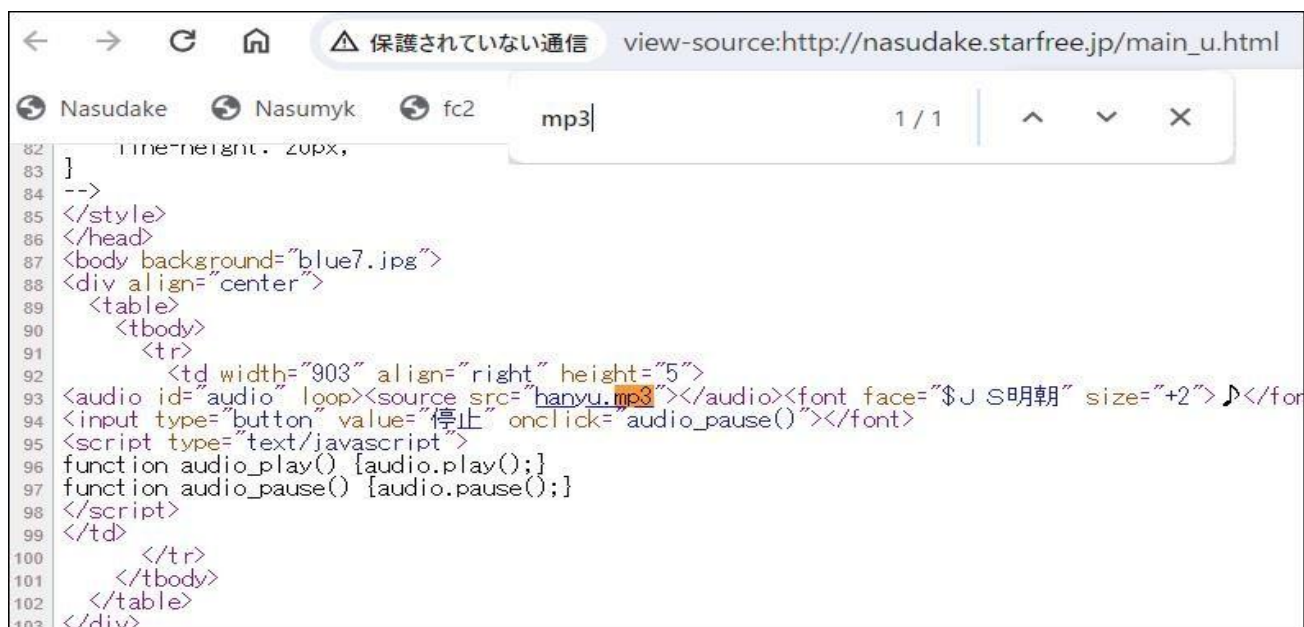 保護されていない通信 view-source:http://nasudake.starfree.jp/main_u.html
Nasudake Nasumyk fc2
mp3 1 / 1
82 line-height: 20px;
83 }
84 -->
85 </style>
86 </head>
87 <body background="blue7.jpg">
88 <div align="center">
89 <table>
90 <tbody>
91 <tr>
92 <td width="903" align="right" height="5">
93 <audio id="audio" loop><source src="hanyu.mp3"></audio><font face="$ＪＳ明朝" size="+2">♪</for
94 <input type="button" value="停止" onclick="audio_pause()"></font>
95 <script type="text/javascript">
96 function audio_play() {audio.play();}
97 function audio_pause() {audio.pause();}
98 </script>
99 </td>
100 </tr>
101 </tbody>
102 </table>
103 </div>